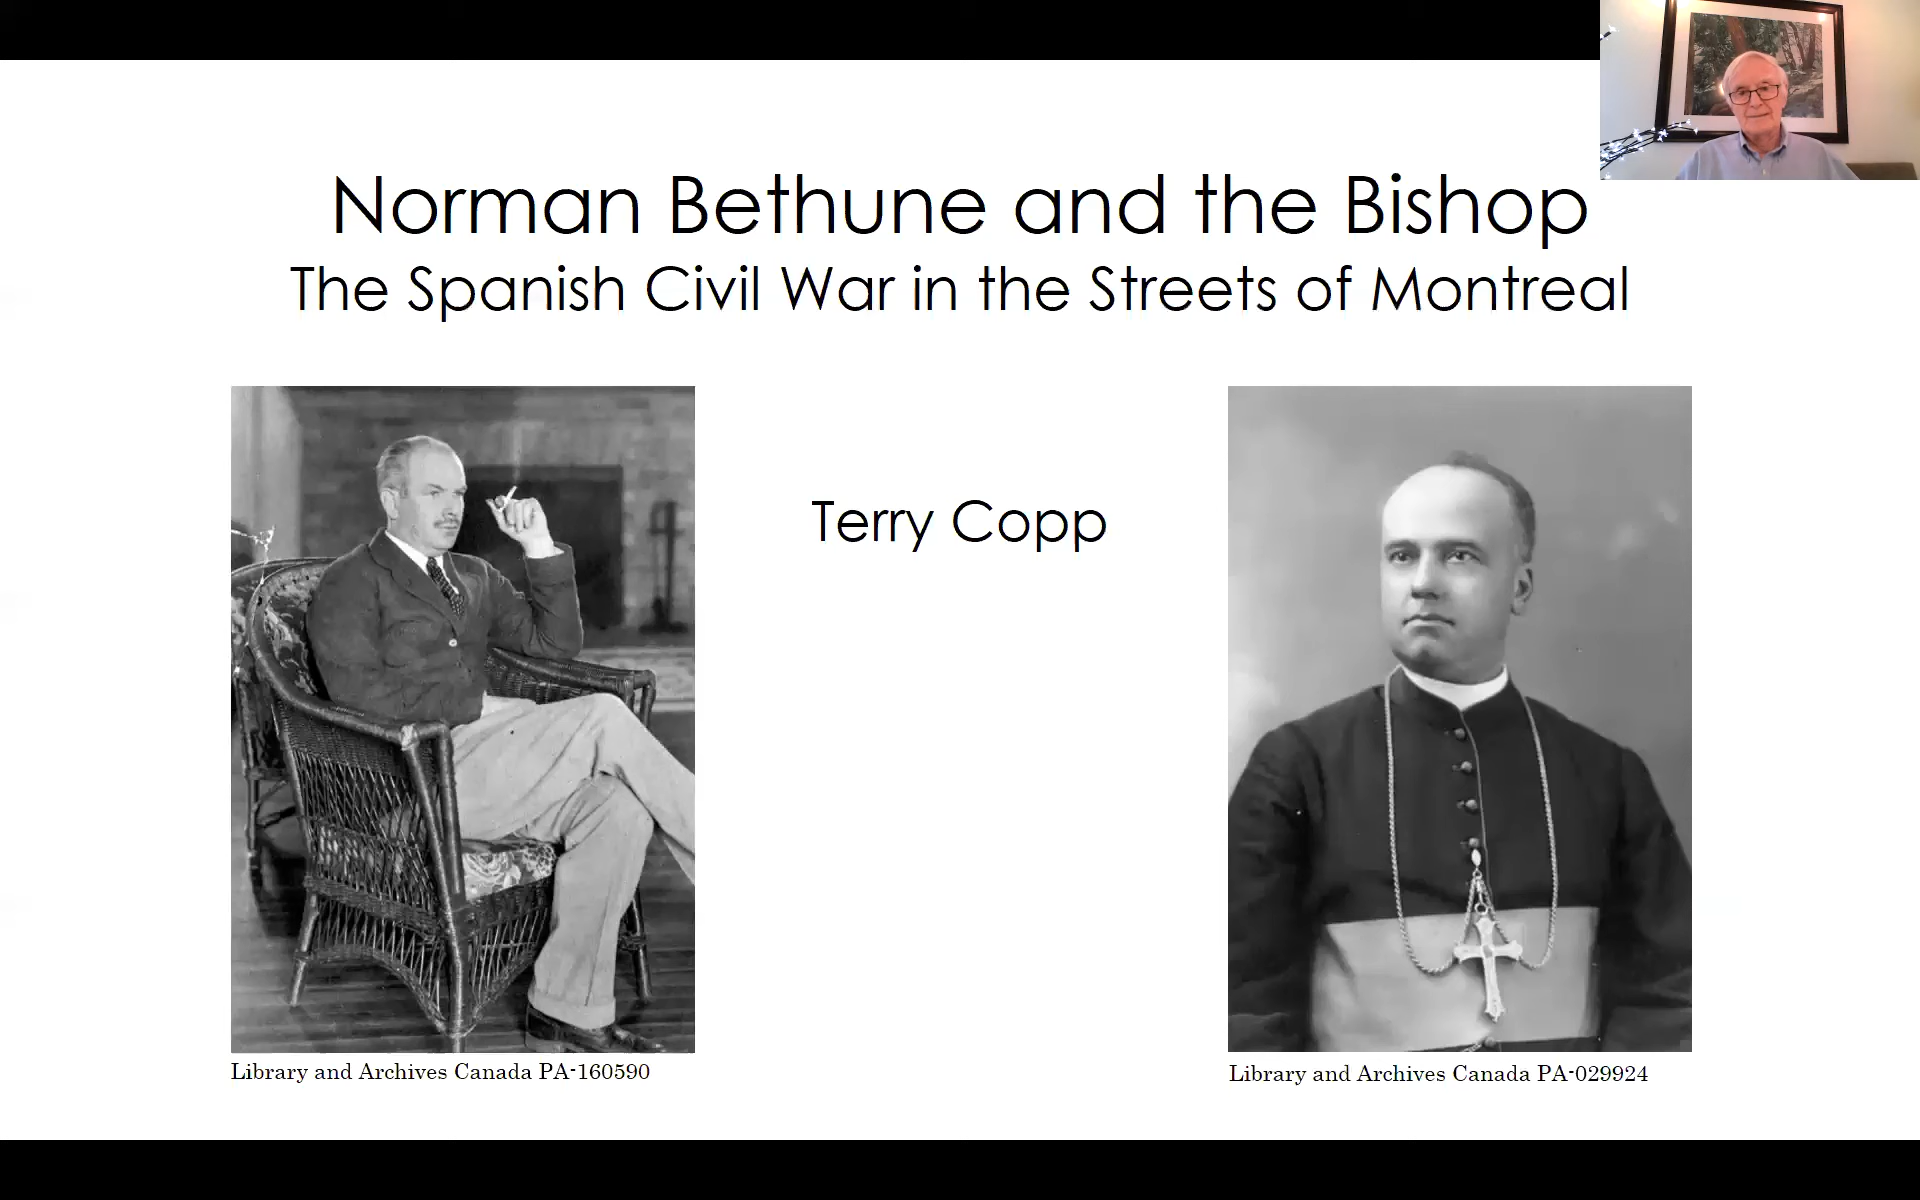 Norman Bethune and the Bishop
The Spanish Civil War in the Streets of Montreal
Terry Copp
Library and Archives Canada PA-160590
Library and Archives Canada PA-029924